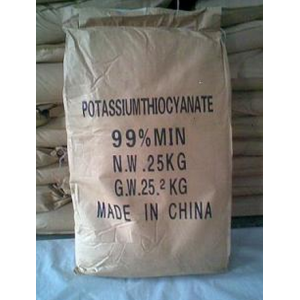 POTASSIUMTHIOCYANATE
99%MIN
N.W.25KG
G.W.25.2KG
MADE IN CHINA